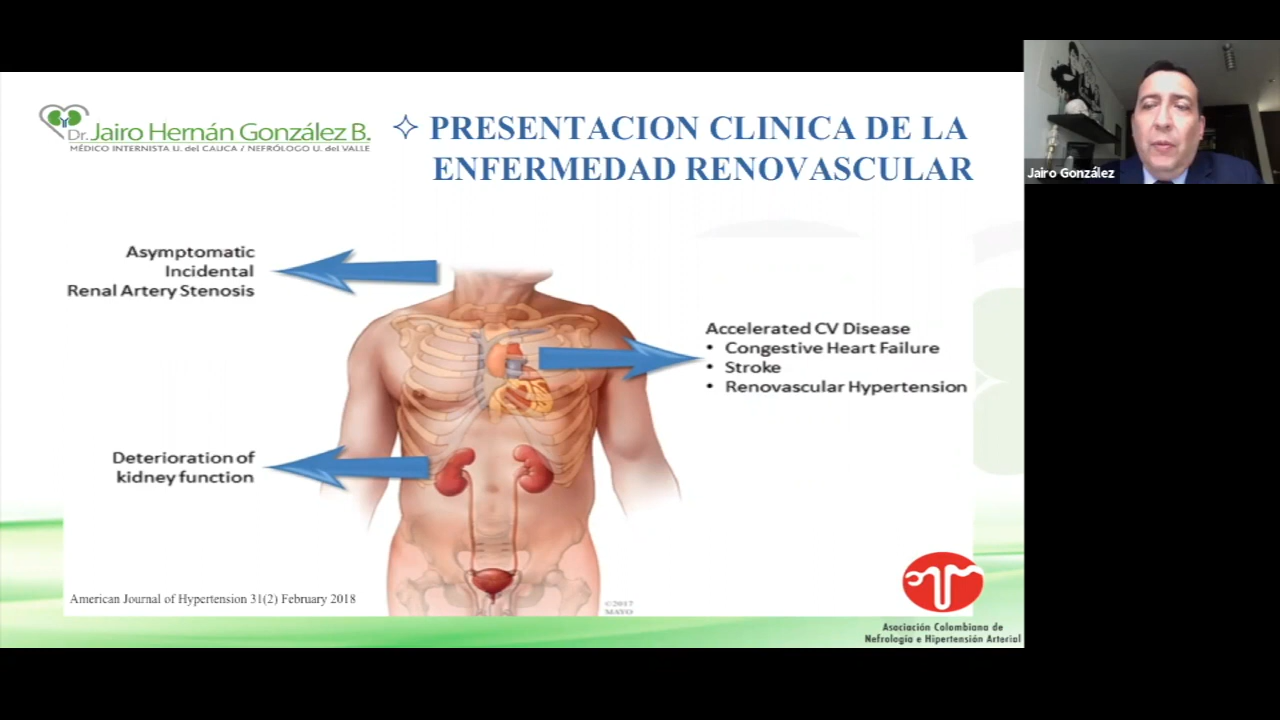 Dr. Jairo Hernán González B.
MÉDICO INTERNISTA U. del CAUCA / NEFRÓLOGO U. del VALLE
PRESENTACION CLINICA DE LA
ENFERMEDAD RENOVASCULAR
Jairo González
Asymptomatic
Incidental
Renal Artery Stenosis
Accelerated CV Disease
• Congestive Heart Failure
• Stroke
• Renovascular Hypertension
Deterioration of
kidney function
American Journal of Hypertension 31(2) February 2018
©2017
MAYO
Asociación Colombiana de
Nefrología e Hipertensión Arterial